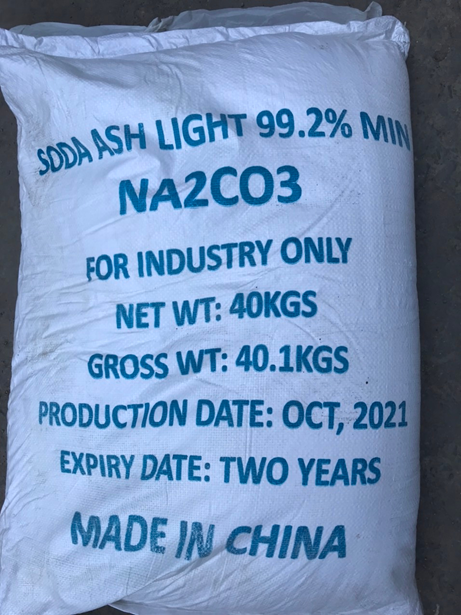 SODA ASH LIGHT 99.2% MIN
NA2CO3
FOR INDUSTRY ONLY
NET WT: 40KGS
GROSS WT: 40.1KGS
PRODUCTION DATE: OCT, 2021
EXPIRY DATE: TWO YEARS
MADE IN CHINA